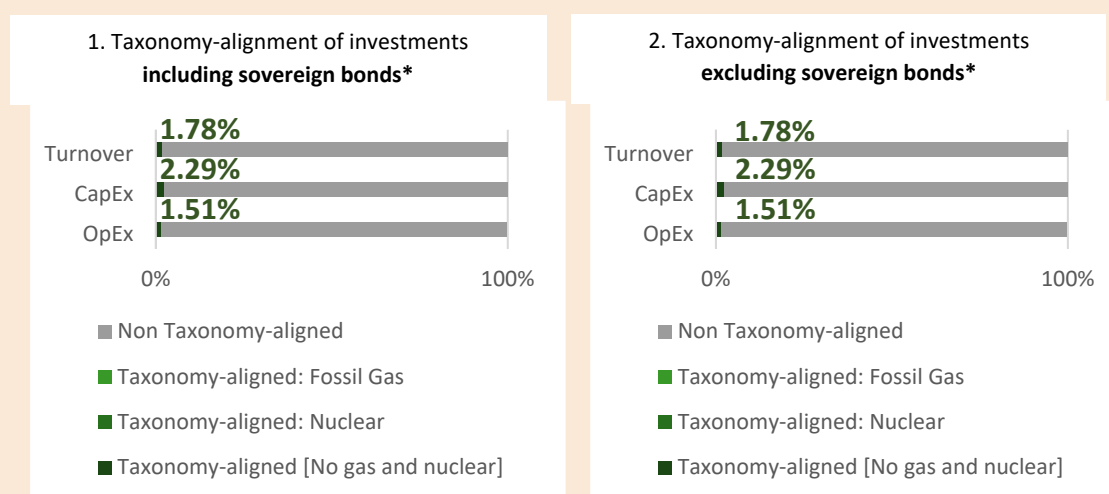 1. Taxonomy-alignment of investments
including sovereign bonds*
1.78%
Turnover
2.29%
CapEx
1.51%
OpEx
0%
100%
Non Taxonomy-aligned
Taxonomy-aligned: Fossil Gas
Taxonomy-aligned: Nuclear
Taxonomy-aligned [No gas and nuclear]
2. Taxonomy-alignment of investments
excluding sovereign bonds*
1.78%
Turnover
2.29%
CapEx
1.51%
OpEx
0%
100%
Non Taxonomy-aligned
Taxonomy-aligned: Fossil Gas
Taxonomy-aligned: Nuclear
Taxonomy-aligned [No gas and nuclear]